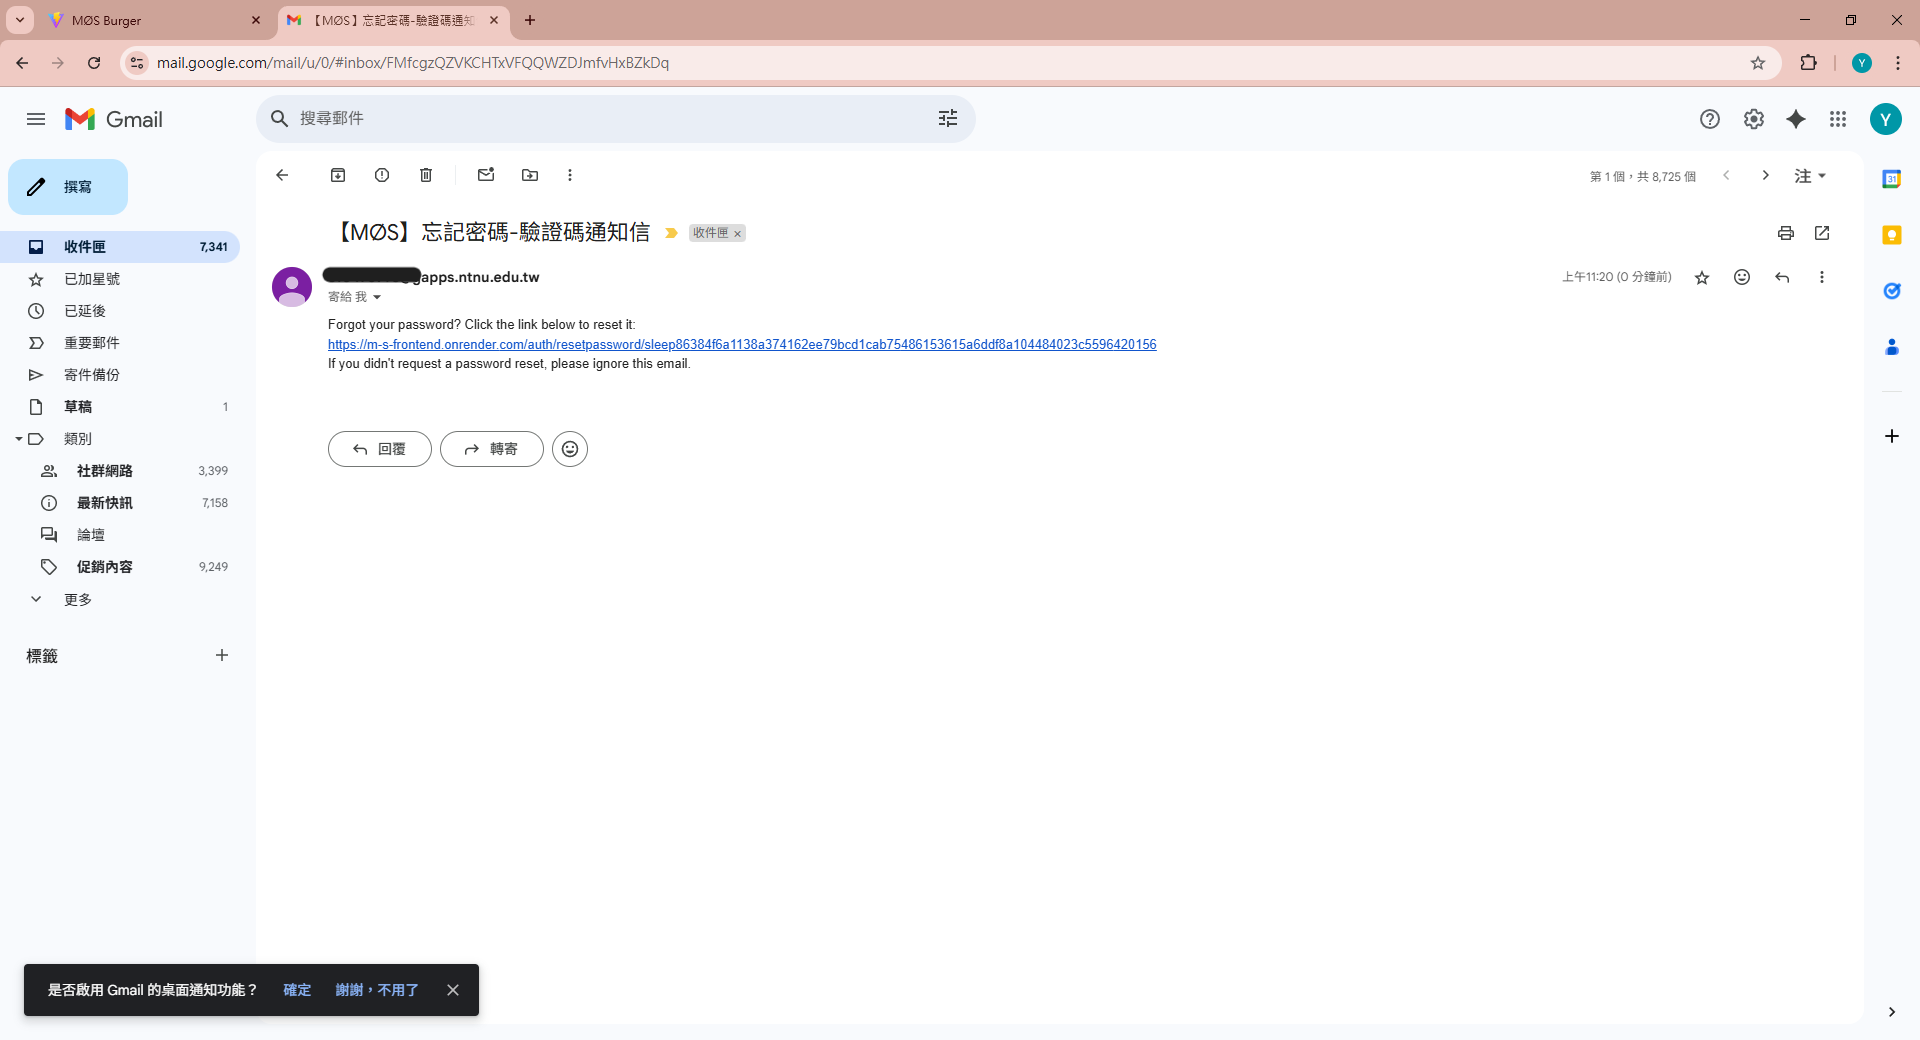 MØS Burger
【MØS】忘記密碼-驗證碼通知
mail.google.com/mail/u/0/#inbox/FMfcgzQZVKCHTxVFQQWZDJmfvHxBZkDq
Y
Gmail
搜尋郵件
Y
撰寫
第 1 個，共 8,725 個
注
31
收件匣 7,341
已加星號
已延後
重要郵件
寄件備份
草稿 1
類別
社群網路 3,399
最新快訊 7,158
論壇
促銷內容 9,249
更多
標籤
【MØS】忘記密碼-驗證碼通知信
收件匣
gapps.ntnu.edu.tw
上午11:20 (0 分鐘前)
寄給 我
Forgot your password? Click the link below to reset it:
https://m-s-frontend.onrender.com/auth/resetpassword/sleep86384f6a1138a374162ee79bcd1cab75486153615a6ddf8a104484023c5596420156
If you didn't request a password reset, please ignore this email.
回覆
轉寄
是否啟用 Gmail 的桌面通知功能？ 確定 謝謝，不用了